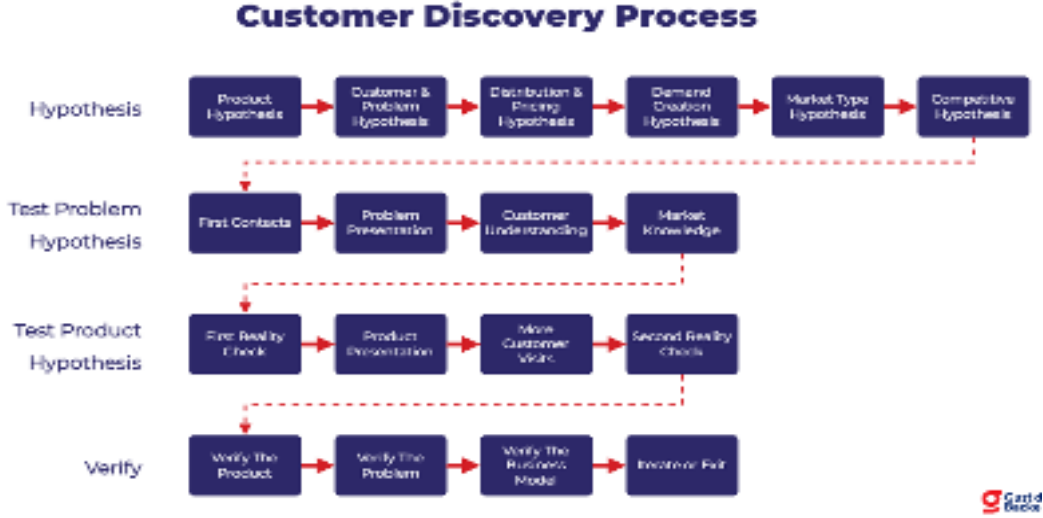 Customer Discovery Process
Hypothesis
Product
Hypothesis
Customer &
Problem
Hypothesis
Distribution &
Pricing
Hypothesis
Demand
Creation
Hypothesis
Market Type
Hypothesis
Competitive
Hypothesis
Test Problem
Hypothesis
First Contacts
Problem
Presentation
Customer
Understanding
Market
Knowledge
Test Product
Hypothesis
First Reality
Check
Product
Presentation
More
Customer
Visits
Second Reality
Check
Verify
Verify The
Product
Verify The
Problem
Verify The
Business
Model
Iterate or Exit